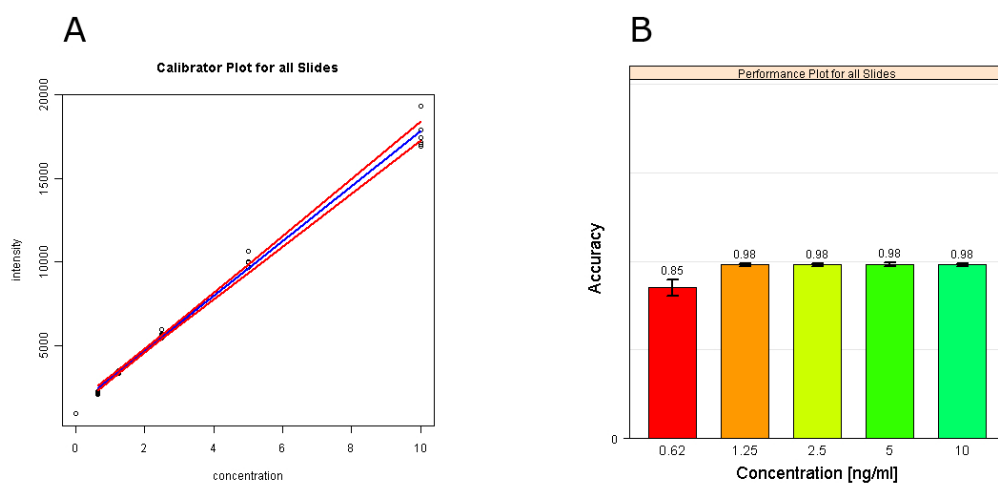 A
Calibrator Plot for all Slides
20000
15000
10000
5000
intensity
0 2 4 6 8 10
concentration
B
Performance Plot for all Slides
0.85 0.98 0.98 0.98 0.98
Accuracy
0
0.62 1.25 2.5 5 10
Concentration [ng/ml]